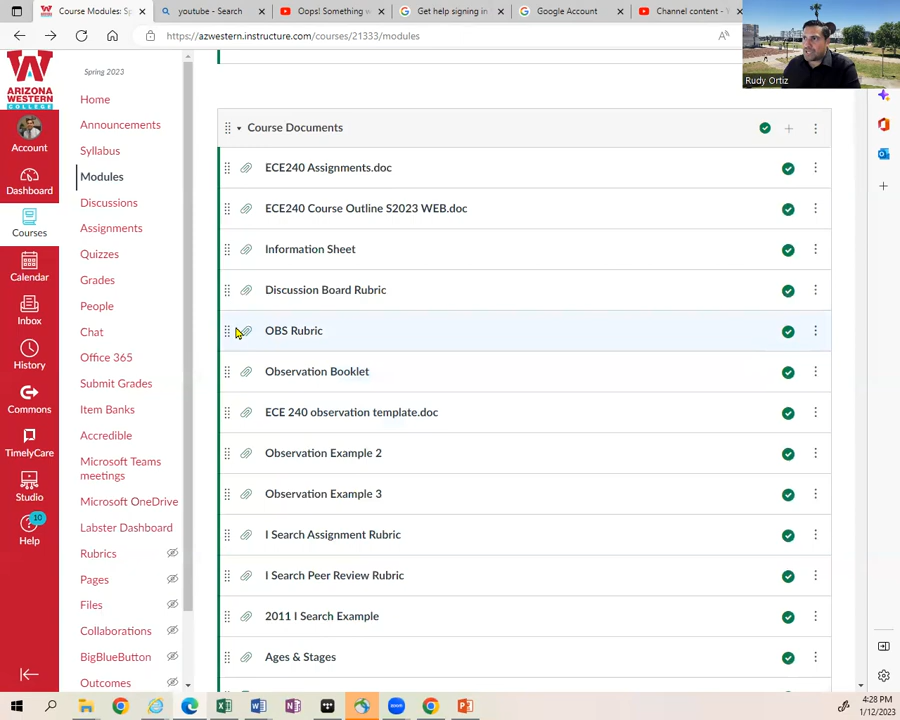 Course Modules: Sp
youtube - Search
Oops! Something w
Get help signing in
Google Account
Channel content - Y
https://azwestern.instructure.com/courses/21333/modules
Rudy Ortiz
ARIZONA
WESTERN
COLLEGE
Account
Dashboard
Courses
Calendar
Inbox
History
Commons
TimelyCare
Studio
10
Help
Spring 2023
Home
Announcements
Syllabus
Modules
Discussions
Assignments
Quizzes
Grades
People
Chat
Office 365
Submit Grades
Item Banks
Accredible
Microsoft Teams
meetings
Microsoft OneDrive
Labster Dashboard
Rubrics
Pages
Files
Collaborations
BigBlueButton
Outcomes
Course Documents
ECE240 Assignments.doc
ECE240 Course Outline S2023 WEB.doc
Information Sheet
Discussion Board Rubric
OBS Rubric
Observation Booklet
ECE 240 observation template.doc
Observation Example 2
Observation Example 3
I Search Assignment Rubric
I Search Peer Review Rubric
2011 I Search Example
Ages & Stages
4:28 PM
1/12/2023